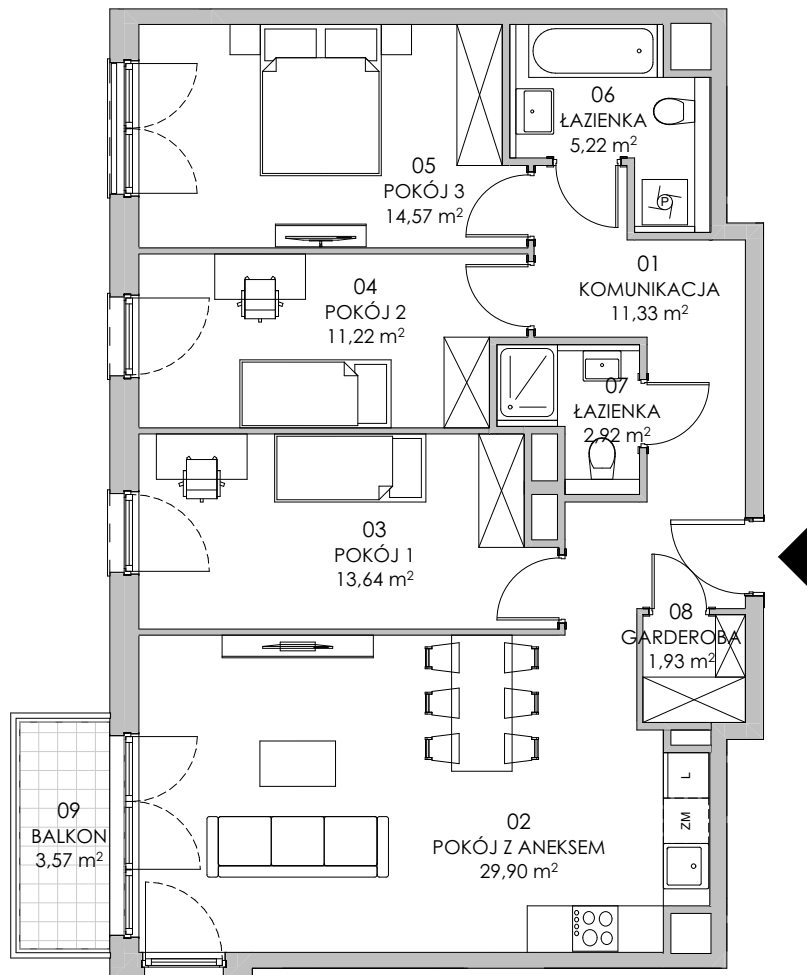 06
ŁAZIENKA
5,22 m²
05
POKÓJ 3
14,57 m²
P
01
KOMUNIKACJA
11,33 m²
04
POKÓJ 2
11,22 m²
07
ŁAZIENKA
2,92 m²
03
POKÓJ 1
13,64 m²
08
GARDEROBA
1,93 m²
09
BALKON
3,57 m²
02
POKÓJ Z ANEKSEM
29,90 m²
L
ZM